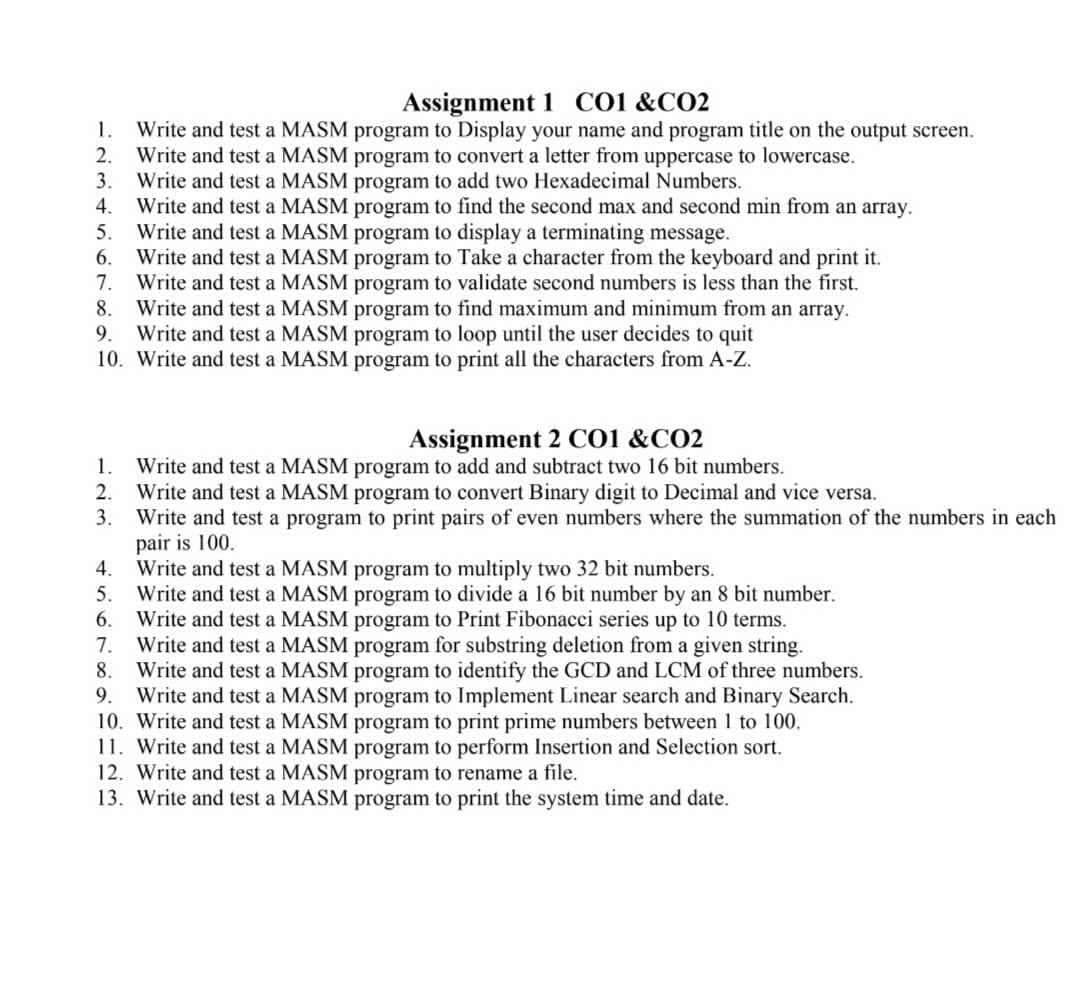 Assignment 1 CO1 &CO2
1. Write and test a MASM program to Display your name and program title on the output screen.
2. Write and test a MASM program to convert a letter from uppercase to lowercase.
3. Write and test a MASM program to add two Hexadecimal Numbers.
4. Write and test a MASM program to find the second max and second min from an array.
5. Write and test a MASM program to display a terminating message.
6. Write and test a MASM program to Take a character from the keyboard and print it.
7. Write and test a MASM program to validate second numbers is less than the first.
8. Write and test a MASM program to find maximum and minimum from an array.
9. Write and test a MASM program to loop until the user decides to quit
10. Write and test a MASM program to print all the characters from A-Z.
Assignment 2 CO1 &CO2
1. Write and test a MASM program to add and subtract two 16 bit numbers.
2. Write and test a MASM program to convert Binary digit to Decimal and vice versa.
3. Write and test a program to print pairs of even numbers where the summation of the numbers in each
pair is 100.
4. Write and test a MASM program to multiply two 32 bit numbers.
5. Write and test a MASM program to divide a 16 bit number by an 8 bit number.
6. Write and test a MASM program to Print Fibonacci series up to 10 terms.
7. Write and test a MASM program for substring deletion from a given string.
8. Write and test a MASM program to identify the GCD and LCM of three numbers.
9. Write and test a MASM program to Implement Linear search and Binary Search.
10. Write and test a MASM program to print prime numbers between 1 to 100.
11. Write and test a MASM program to perform Insertion and Selection sort.
12. Write and test a MASM program to rename a file.
13. Write and test a MASM program to print the system time and date.